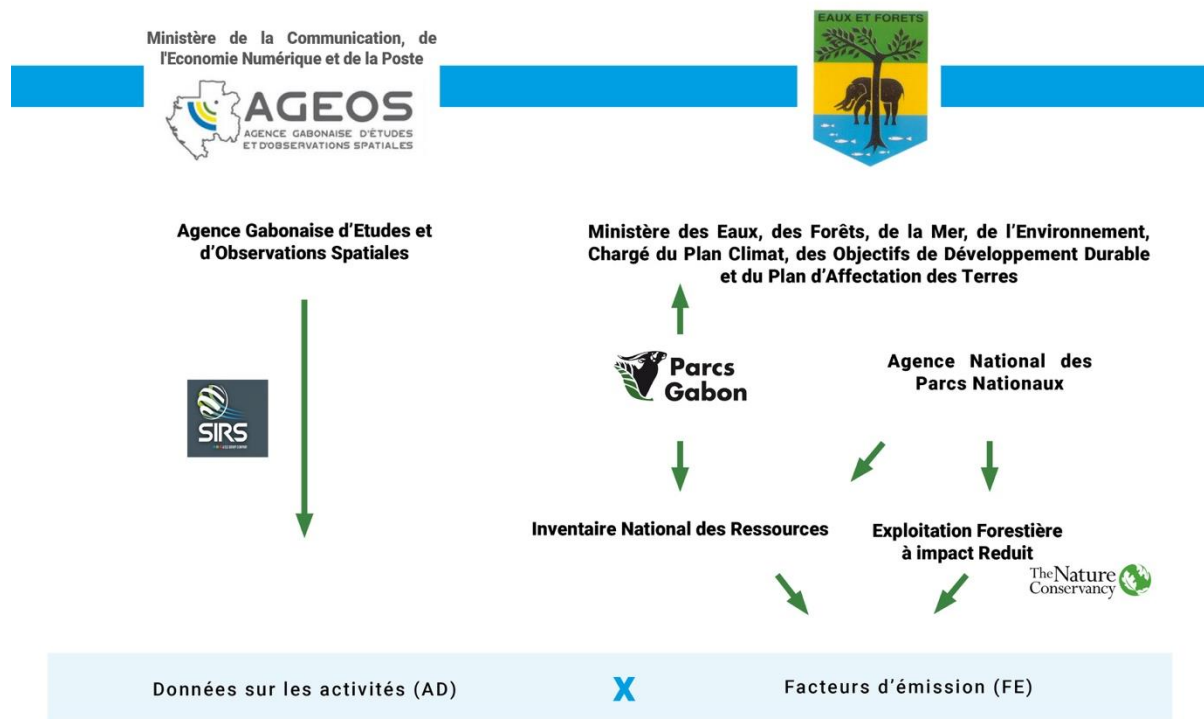 Ministère de la Communication, de
l'Economie Numérique et de la Poste
AGEOS
AGENCE GABONAISE D'ÉTUDES
ET D'OBSERVATIONS SPATIALES
EAUX ET FORETS
Agence Gabonaise d'Etudes et
d'Observations Spatiales
Ministère des Eaux, des Forêts, de la Mer, de l'Environnement,
Chargé du Plan Climat, des Objectifs de Développement Durable
et du Plan d'Affectation des Terres
Parcs
Gabon
Agence National des
Parcs Nationaux
SIRS
Inventaire National des Ressources
Exploitation Forestière
à impact Reduit
The Nature
Conservancy
Données sur les activités (AD)
X
Facteurs d'émission (FE)